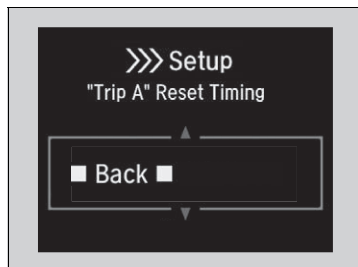 >>> Setup
"Trip A" Reset Timing
■ Back ■